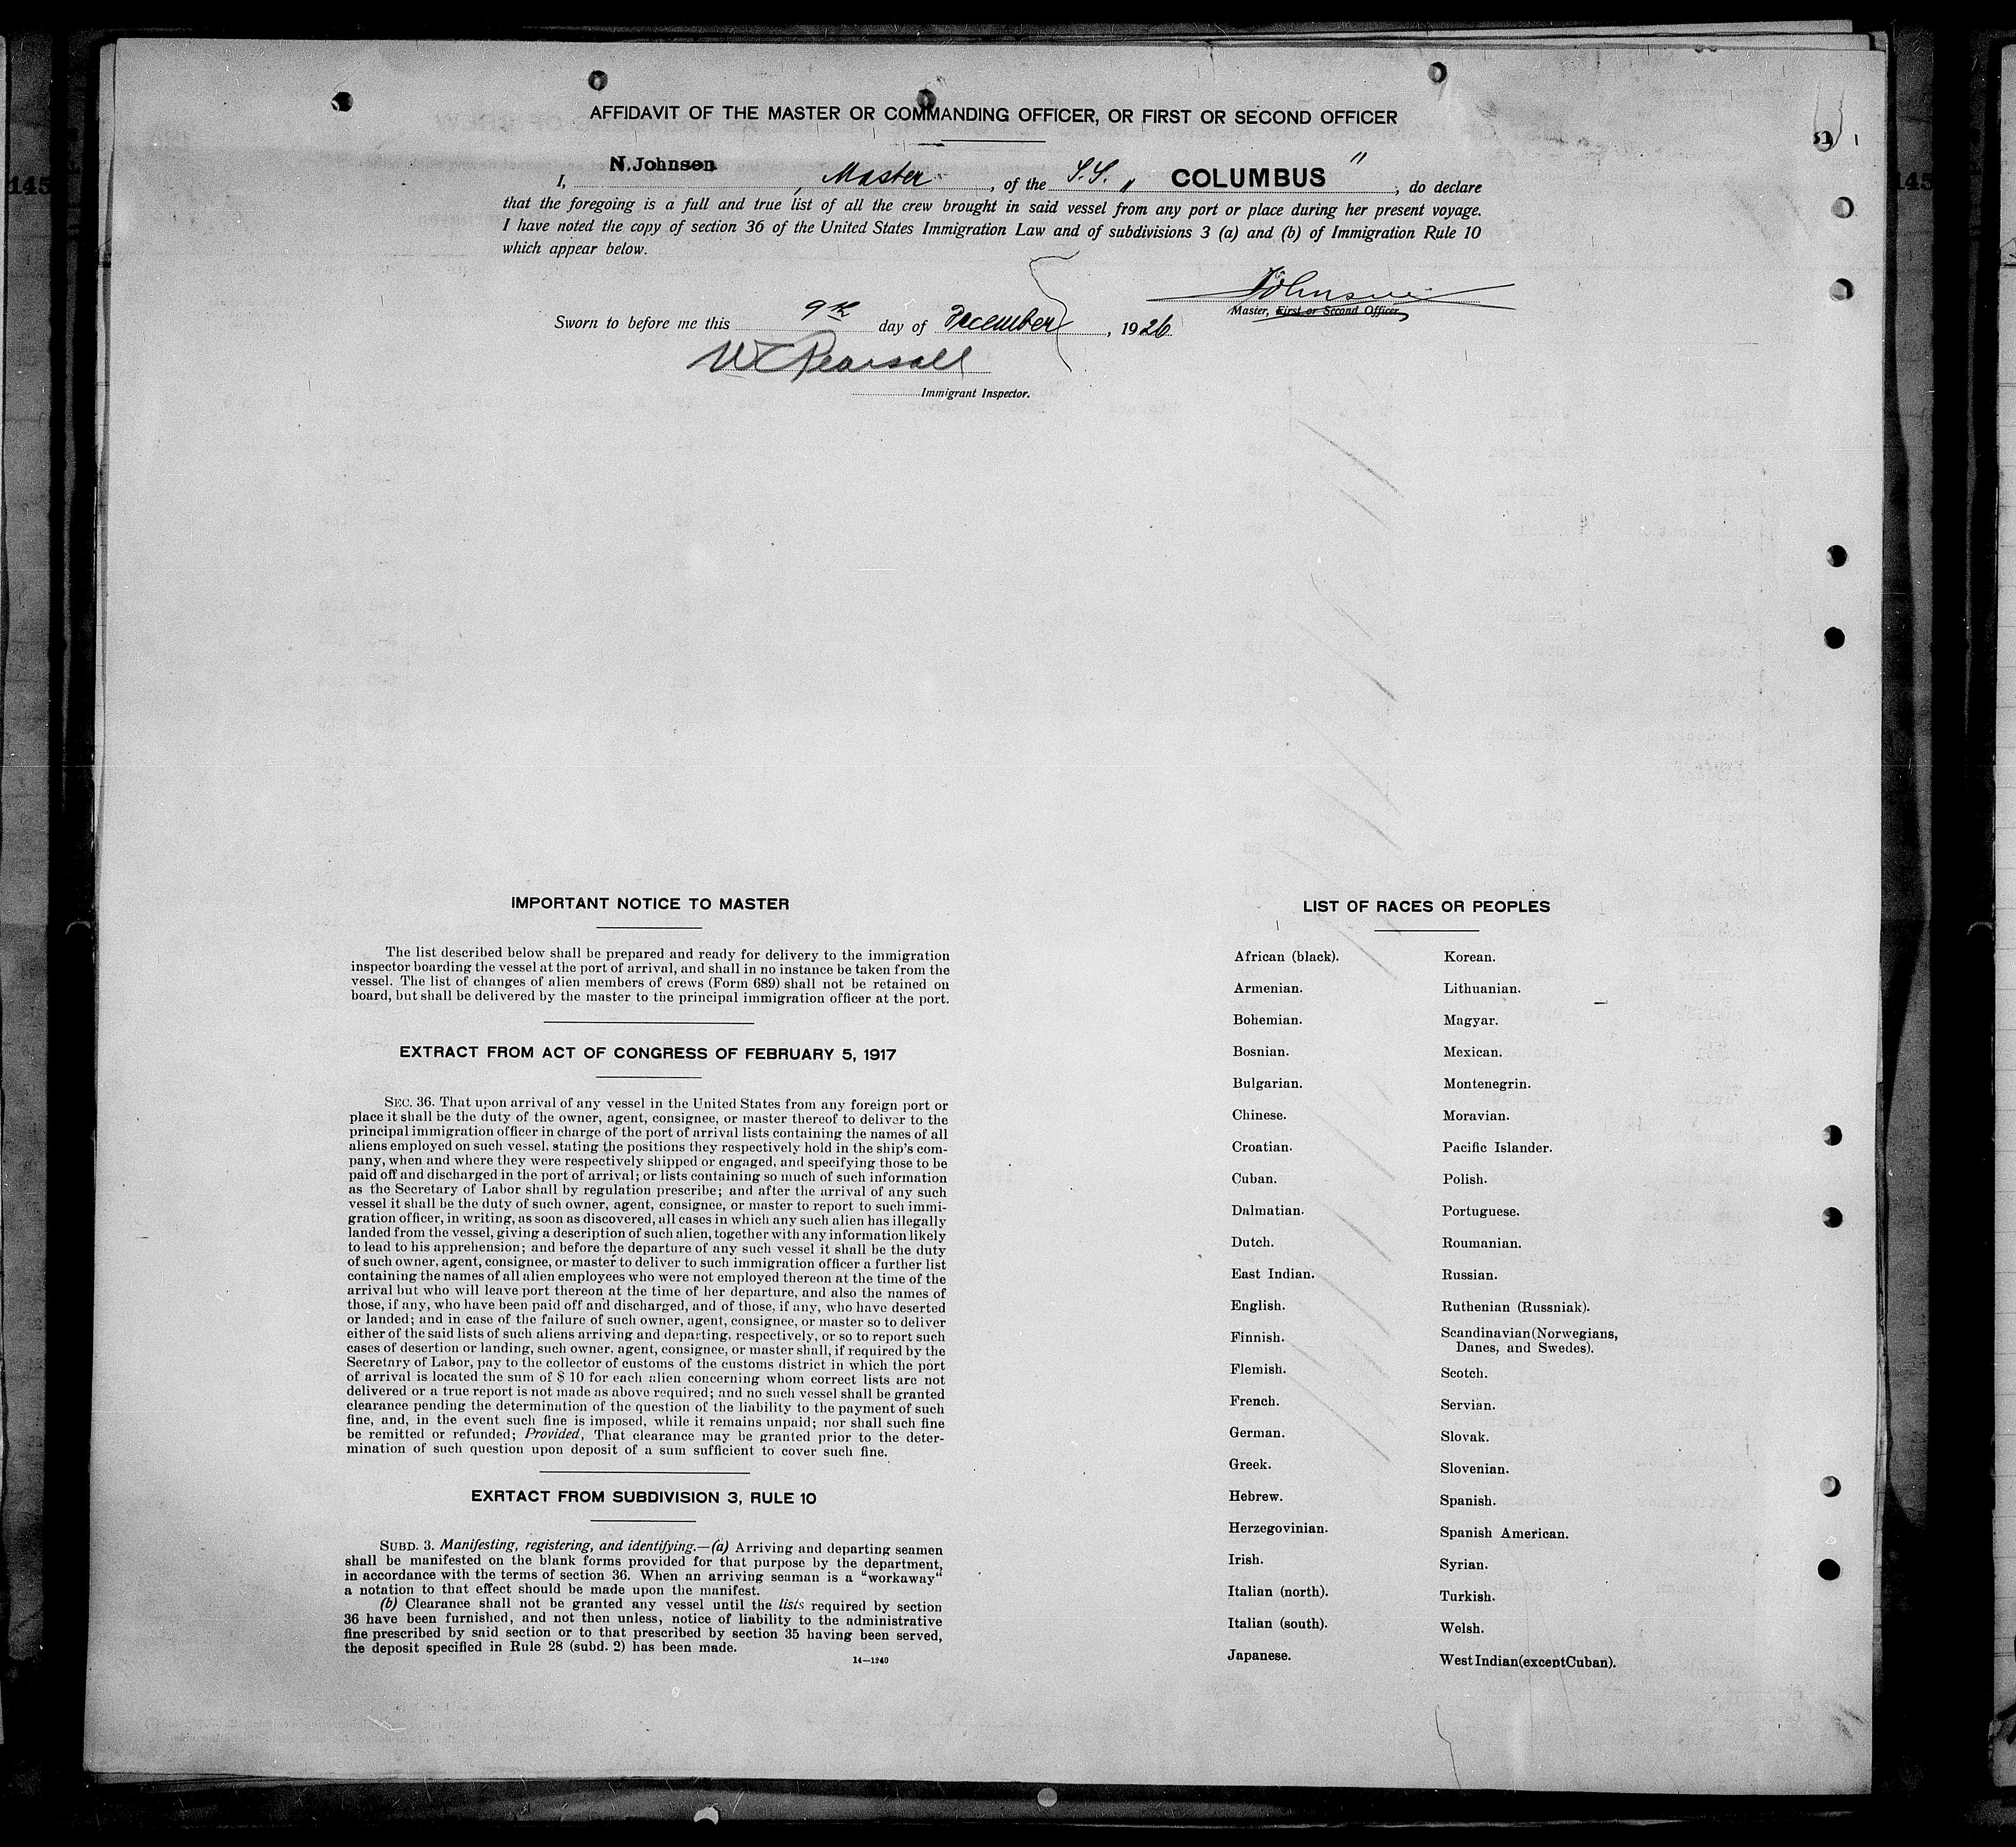 AFFIDAVIT OF THE MASTER OR COMMANDING OFFICER, OR FIRST OR SECOND OFFICER
I, N. Johnsen, Master, of the S.S. „ COLUMBUS ", do declare
that the foregoing is a full and true list of all the crew brought in said vessel from any port or place during her present voyage.
I have noted the copy of section 36 of the United States Immigration Law and of subdivisions 3 (a) and (b) of Immigration Rule 10
which appear below.
Johnsen
Master, First or Second Officer.
Sworn to before me this 9th day of December, 1926
W C Pearsall
Immigrant Inspector.
145
145
IMPORTANT NOTICE TO MASTER
The list described below shall be prepared and ready for delivery to the immigration
inspector boarding the vessel at the port of arrival, and shall in no instance be taken from the
vessel. The list of changes of alien members of crews (Form 689) shall not be retained on
board, but shall be delivered by the master to the principal immigration officer at the port.
EXTRACT FROM ACT OF CONGRESS OF FEBRUARY 5, 1917
SEC. 36. That upon arrival of any vessel in the United States from any foreign port or
place it shall be the duty of the owner, agent, consignee, or master thereof to deliver to the
principal immigration officer in charge of the port of arrival lists containing the names of all
aliens employed on such vessel, stating the positions they respectively hold in the ship's com-
pany, when and where they were respectively shipped or engaged, and specifying those to be
paid off and discharged in the port of arrival; or lists containing so much of such information
as the Secretary of Labor shall by regulation prescribe; and after the arrival of any such
vessel it shall be the duty of such owner, agent, consignee, or master to report to such immi-
gration officer, in writing, as soon as discovered, all cases in which any such alien has illegally
landed from the vessel, giving a description of such alien, together with any information likely
to lead to his apprehension; and before the departure of any such vessel it shall be the duty
of such owner, agent, consignee, or master to deliver to such immigration officer a further list
containing the names of all alien employees who were not employed thereon at the time of the
arrival but who will leave port thereon at the time of her departure, and also the names of
those, if any, who have been paid off and discharged, and of those, if any, who have deserted
or landed; and in case of the failure of such owner, agent, consignee, or master so to deliver
either of the said lists of such aliens arriving and departing, respectively, or so to report such
cases of desertion or landing, such owner, agent, consignee, or master shall, if required by the
Secretary of Labor, pay to the collector of customs of the customs district in which the port
of arrival is located the sum of $ 10 for each alien concerning whom correct lists are not
delivered or a true report is not made as above required; and no such vessel shall be granted
clearance pending the determination of the question of the liability to the payment of such
fine, and, in the event such fine is imposed, while it remains unpaid; nor shall such fine
be remitted or refunded; Provided, That clearance may be granted prior to the deter-
mination of such question upon deposit of a sum sufficient to cover such fine.
EXRTACT FROM SUBDIVISION 3, RULE 10
SUBD. 3. Manifesting, registering, and identifying.—(a) Arriving and departing seamen
shall be manifested on the blank forms provided for that purpose by the department,
in accordance with the terms of section 36. When an arriving seaman is a "workaway"
a notation to that effect should be made upon the manifest.
(b) Clearance shall not be granted any vessel until the lists required by section
36 have been furnished, and not then unless, notice of liability to the administrative
fine prescribed by said section or to that prescribed by section 35 having been served,
the deposit specified in Rule 28 (subd. 2) has been made.
14—1240
LIST OF RACES OR PEOPLES
African (black).
Armenian.
Bohemian.
Bosnian.
Bulgarian.
Chinese.
Croatian.
Cuban.
Dalmatian.
Dutch.
East Indian.
English.
Finnish.
Flemish.
French.
German.
Greek.
Hebrew.
Herzegovinian.
Irish.
Italian (north).
Italian (south).
Japanese.
Korean.
Lithuanian.
Magyar.
Mexican.
Montenegrin.
Moravian.
Pacific Islander.
Polish.
Portuguese.
Roumanian.
Russian.
Ruthenian (Russniak).
Scandinavian (Norwegians,
Danes, and Swedes).
Scotch.
Servian.
Slovak.
Slovenian.
Spanish.
Spanish American.
Syrian.
Turkish.
Welsh.
West Indian (except Cuban).